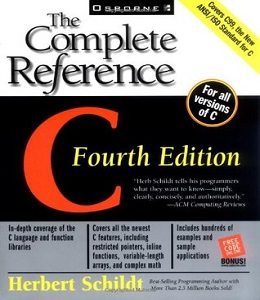 OSBORNE
Covers C99, the New
ANSI/ISO Standard for C
The
Complete
Reference
For all
versions
of C
C
Fourth Edition
"Herb Schildt tells his programmers
what they want to know—simply,
clearly, concisely, and authoritatively."
—ACM Computing Reviews
In-depth coverage of the
C language and function
libraries
Covers all the newest
C features, including
restricted pointers, inline
functions, variable-length
arrays, and complex math
Includes hundreds of
examples and sample
applications
FREE CODE
BONUS!
Herbert Schildt
Best-Selling Programming Author with
More Than 2.5 Million Books Sold!